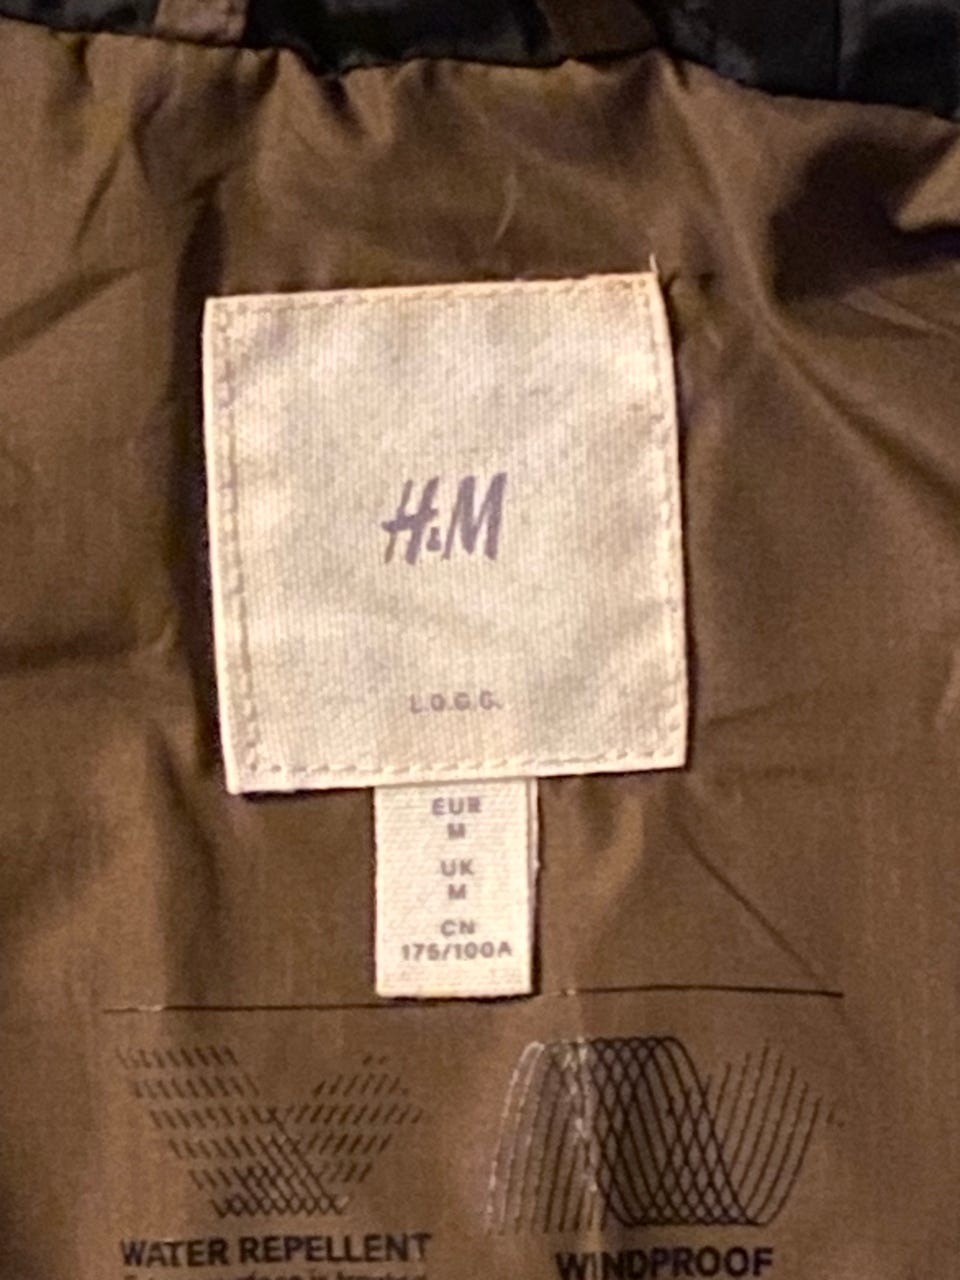 H&M
L.O.G.G.
EUR
M
UK
M
CN
175/100A
WATER REPELLENT
WINDPROOF